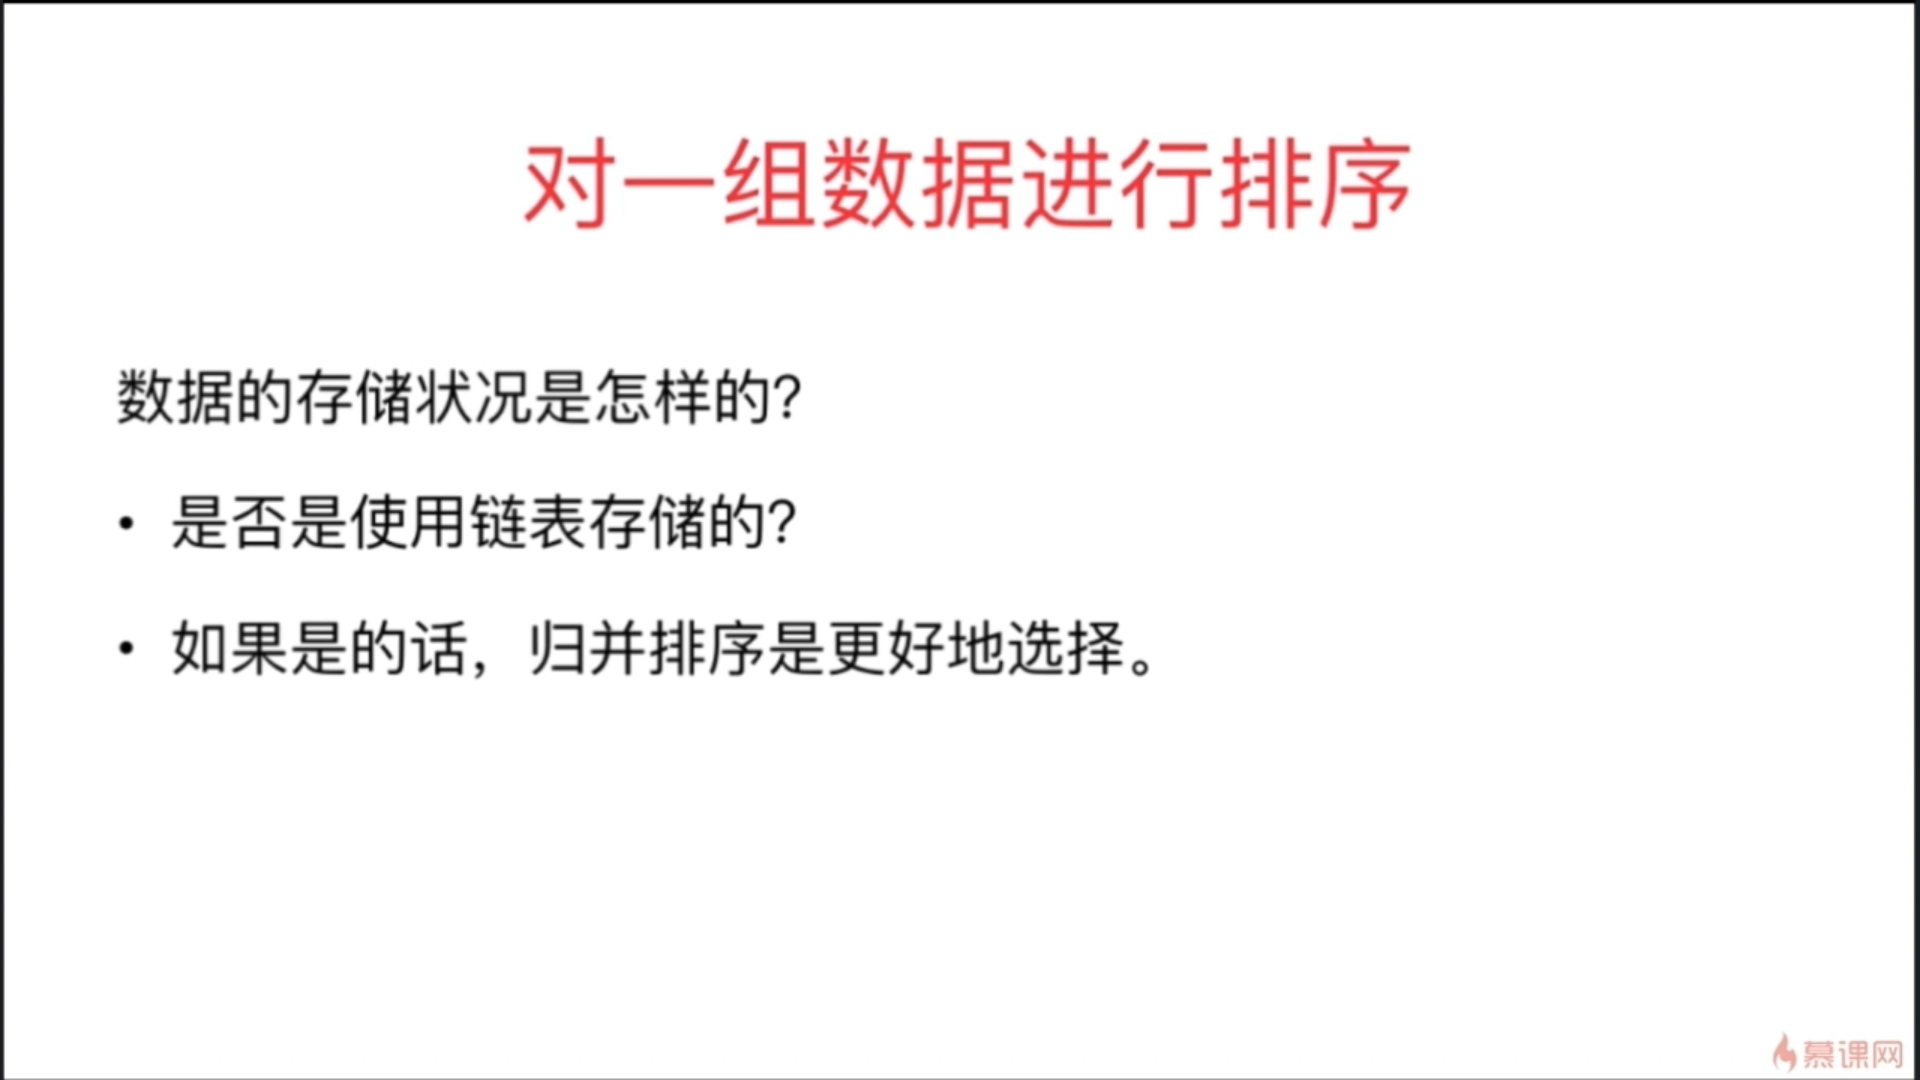 对一组数据进行排序
数据的存储状况是怎样的?
• 是否是使用链表存储的?
• 如果是的话，归并排序是更好地选择。
慕课网